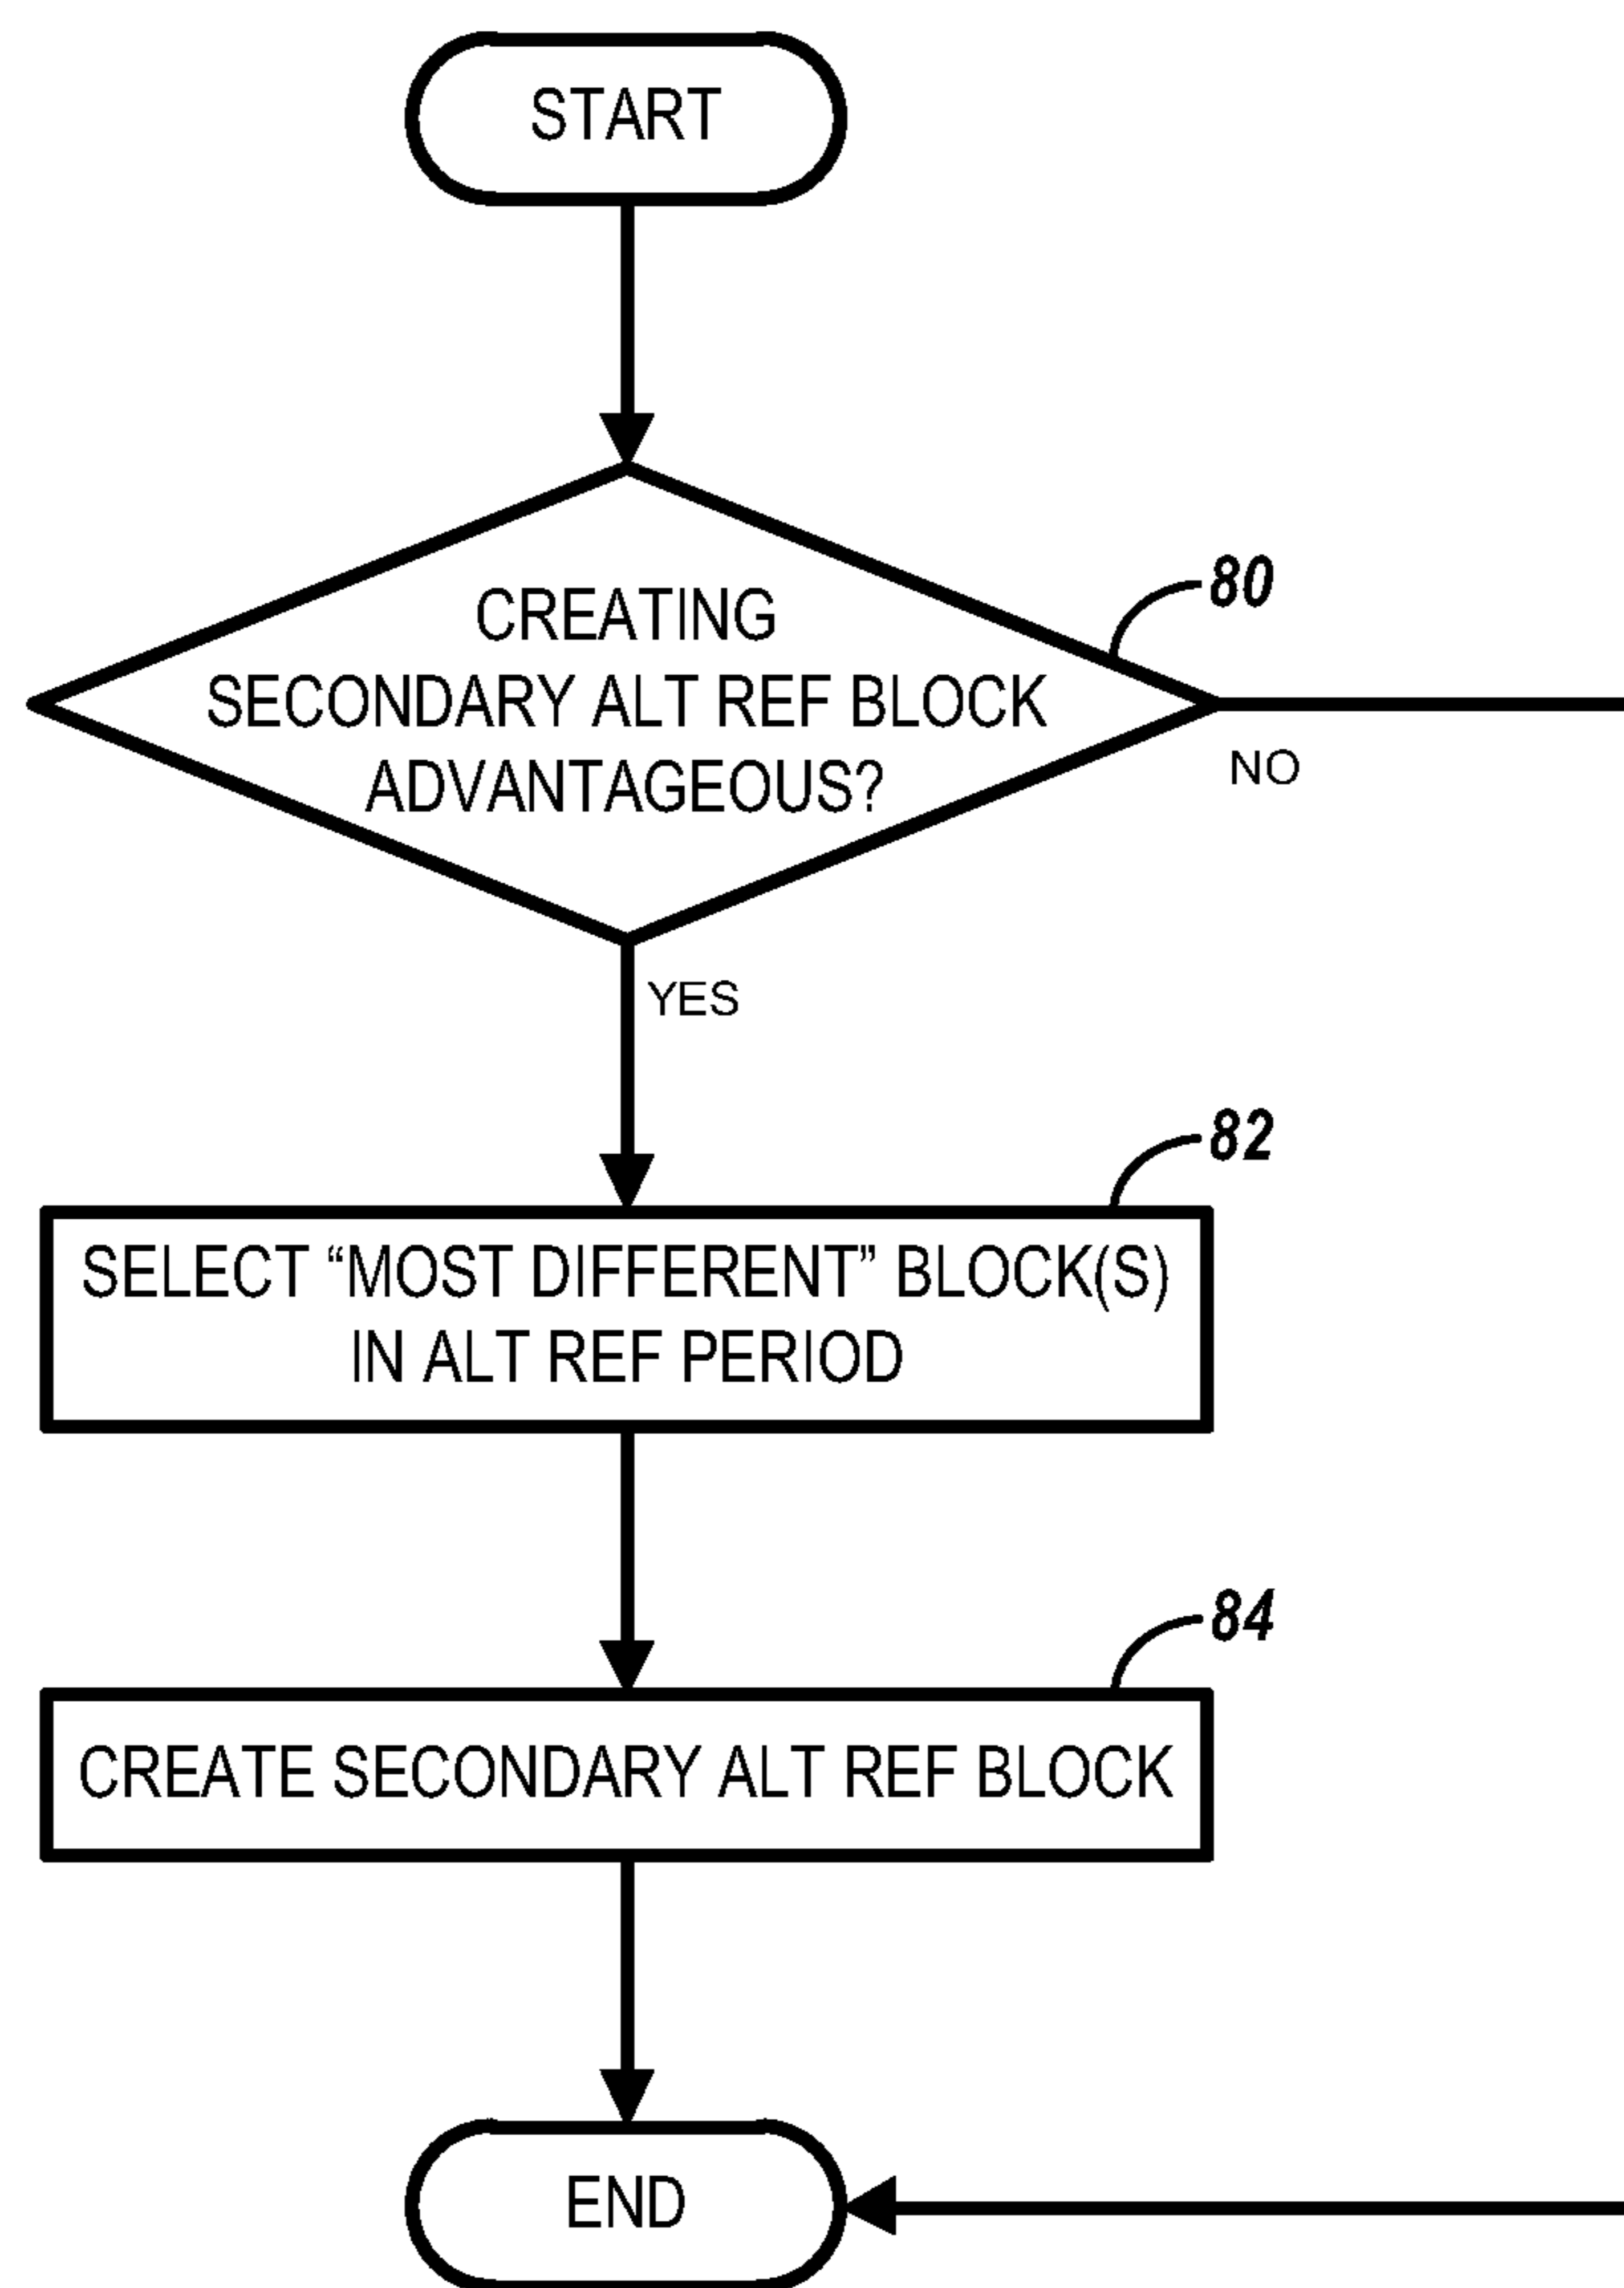 START
CREATING
SECONDARY ALT REF BLOCK
ADVANTAGEOUS?
80
NO
YES
82
SELECT “MOST DIFFERENT” BLOCK(S)
IN ALT REF PERIOD
84
CREATE SECONDARY ALT REF BLOCK
END